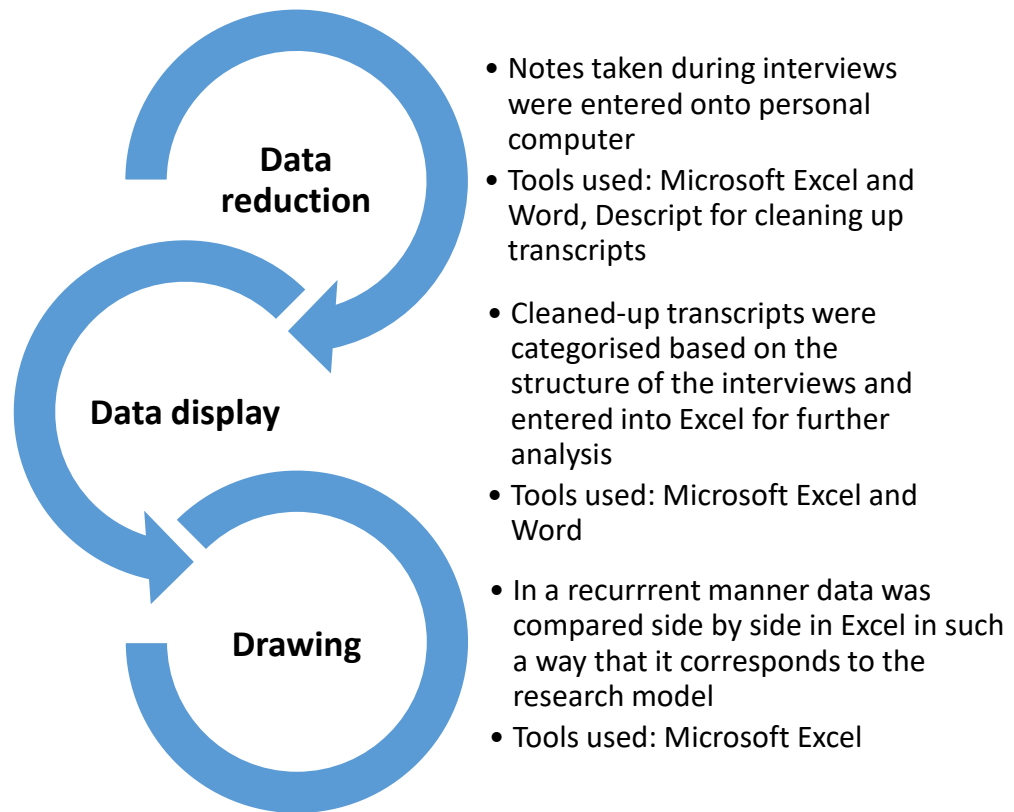 Data
reduction
• Notes taken during interviews
were entered onto personal
computer
• Tools used: Microsoft Excel and
Word, Descript for cleaning up
transcripts
Data display
• Cleaned-up transcripts were
categorised based on the
structure of the interviews and
entered into Excel for further
analysis
• Tools used: Microsoft Excel and
Word
Drawing
• In a recurrrent manner data was
compared side by side in Excel in such
a way that it corresponds to the
research model
• Tools used: Microsoft Excel